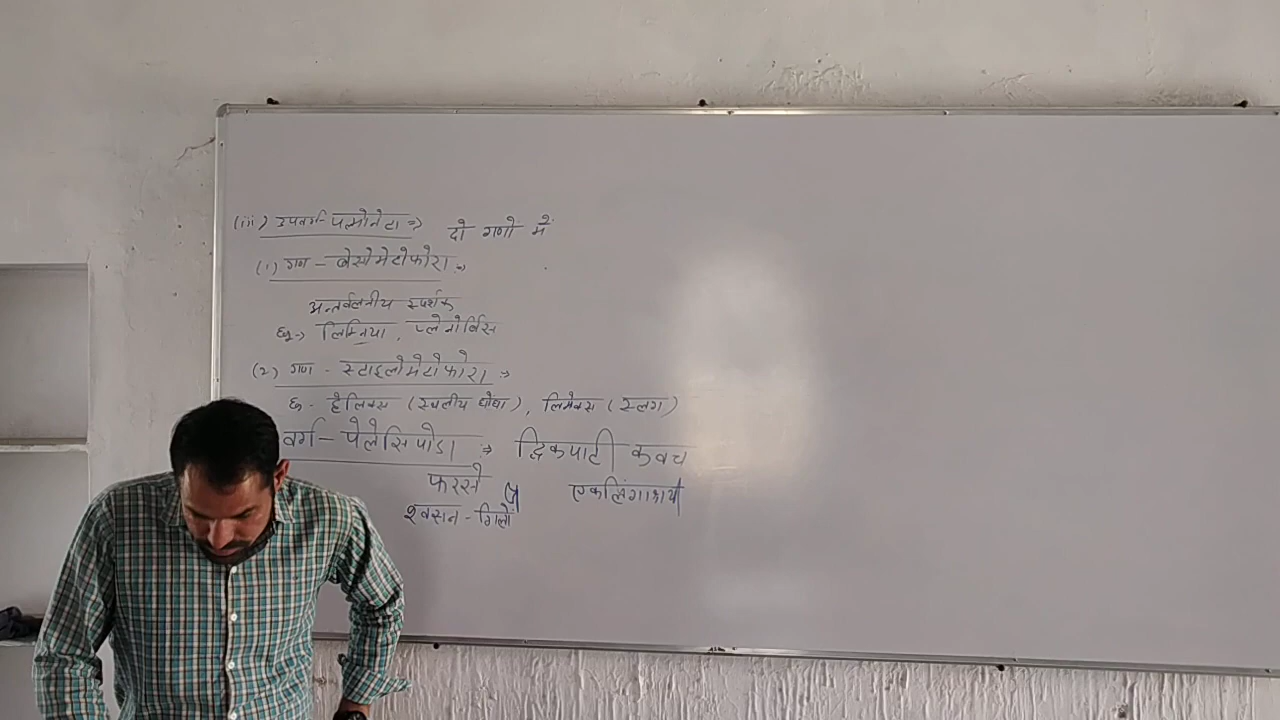 (iii) उपवर्ग- पल्मोनेटा => दो गणों में
(1) गण - बेसोमेटोफोरा =>
अन्तर्वलनीय स्पर्शक
Eg => लिम्निया, प्लेनोर्विस
(2) गण - स्टाइलोमेटोफोरा =>
Eg - हैलिक्स (स्थलीय घोंघा), लिमेक्स (स्लग)
वर्ग - पेलेसिपोडा => द्विकपाटी कवच
फरसे एकलिंगाश्रयी
श्वसन - गिलों